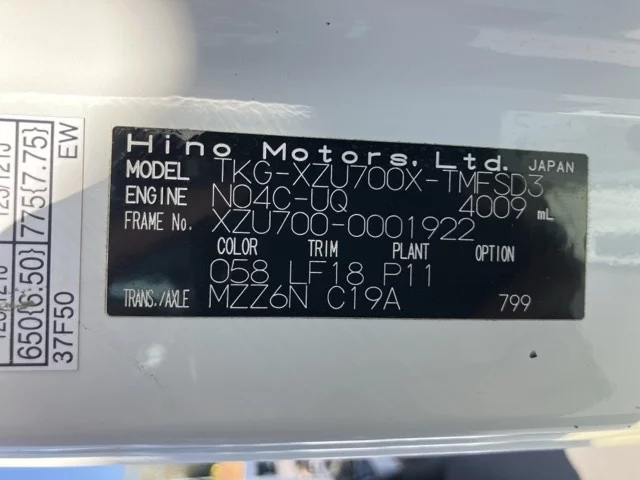 Hino Motors, Ltd. JAPAN
MODEL TKG-XZU700X-TMFSD3
ENGINE N04C-UQ 4009 mL
FRAME No. XZU700-0001922
COLOR TRIM PLANT OPTION
058 LF18 P11
TRANS./AXLE MZZ6N C19A 799
650{6.50} 775{7.75}
37F50 EW